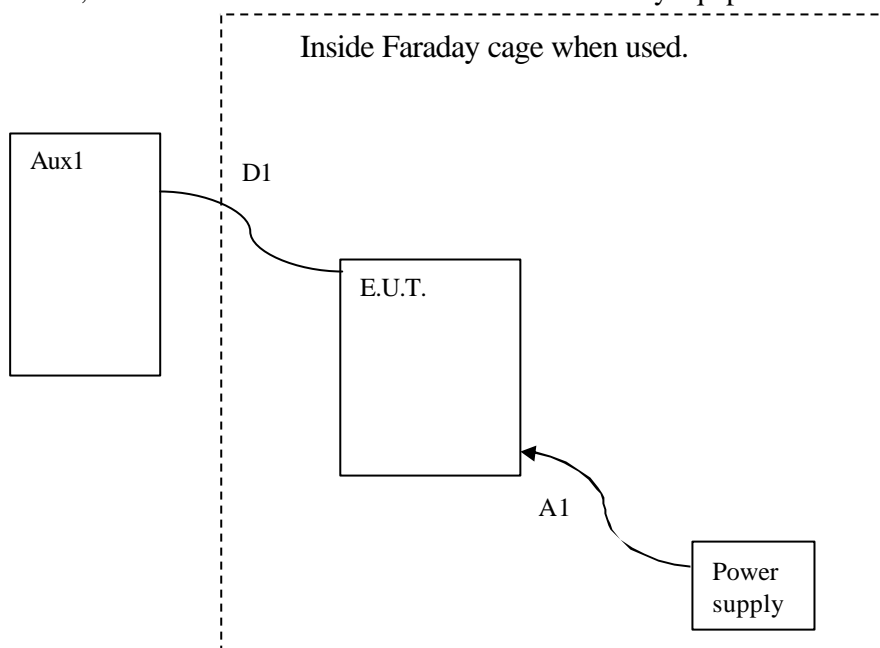 Inside Faraday cage when used.
Aux1
D1
E.U.T.
A1
Power
supply